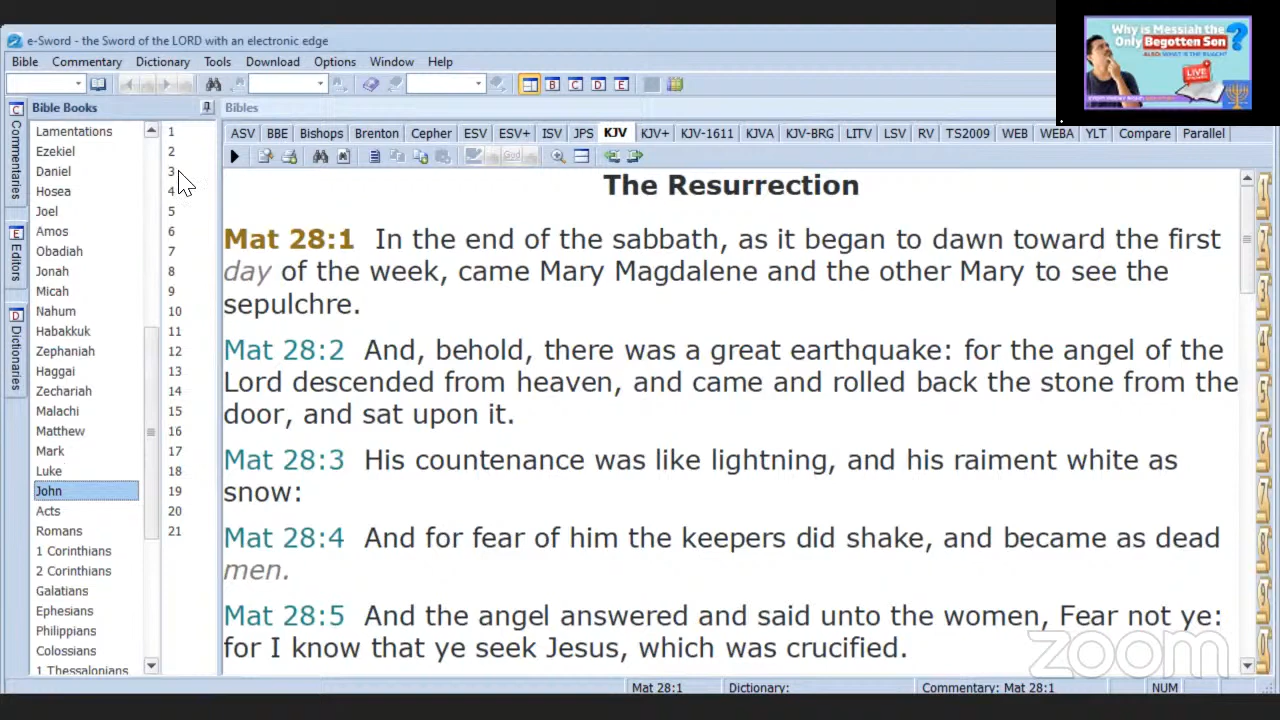 e-Sword - the Sword of the LORD with an electronic edge
Why is Messiah the
Only Begotten Son
?
LIVE
Bible Commentary Dictionary Tools Download Options Window Help
B C D E
Bible Books
Bibles
ASV BBE Bishops Brenton Cepher ESV ESV+ ISV JPS KJV KJV+ KJV-1611 KJVA KJV-BRG LITV LSV RV TS2009 WEB WEBA YLT Compare Parallel
C Commentaries
E Editors
D Dictionaries
Lamentations 1
Ezekiel 2
Daniel 3
Hosea 4
Joel 5
Amos 6
Obadiah 7
Jonah 8
Micah 9
Nahum 10
Habakkuk 11
Zephaniah 12
Haggai 13
Zechariah 14
Malachi 15
Matthew 16
Mark 17
Luke 18
John 19
Acts 20
Romans 21
1 Corinthians
2 Corinthians
Galatians
Ephesians
Philippians
Colossians
1 Thessalonians
The Resurrection
Mat 28:1 In the end of the sabbath, as it began to dawn toward the first
day of the week, came Mary Magdalene and the other Mary to see the
sepulchre.
Mat 28:2 And, behold, there was a great earthquake: for the angel of the
Lord descended from heaven, and came and rolled back the stone from the
door, and sat upon it.
Mat 28:3 His countenance was like lightning, and his raiment white as
snow:
Mat 28:4 And for fear of him the keepers did shake, and became as dead
men.
Mat 28:5 And the angel answered and said unto the women, Fear not ye:
for I know that ye seek Jesus, which was crucified.
1
2
3
4
5
6
7
8
9
0
zoom
Mat 28:1 Dictionary: Commentary: Mat 28:1 NUM